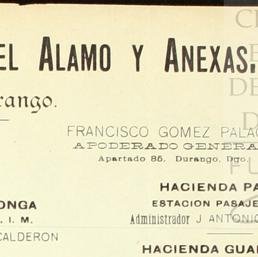 EL ALAMO Y ANEXAS,
rango.
FRANCISCO GOMEZ PALAC
APODERADO GENERA
Apartado 85. Durango, Dgo.
HACIENDA PA
ONGA
ESTACION PASAJE
. I. M.
Administrador J ANTONIO
CALDERON
HACIENDA GUA